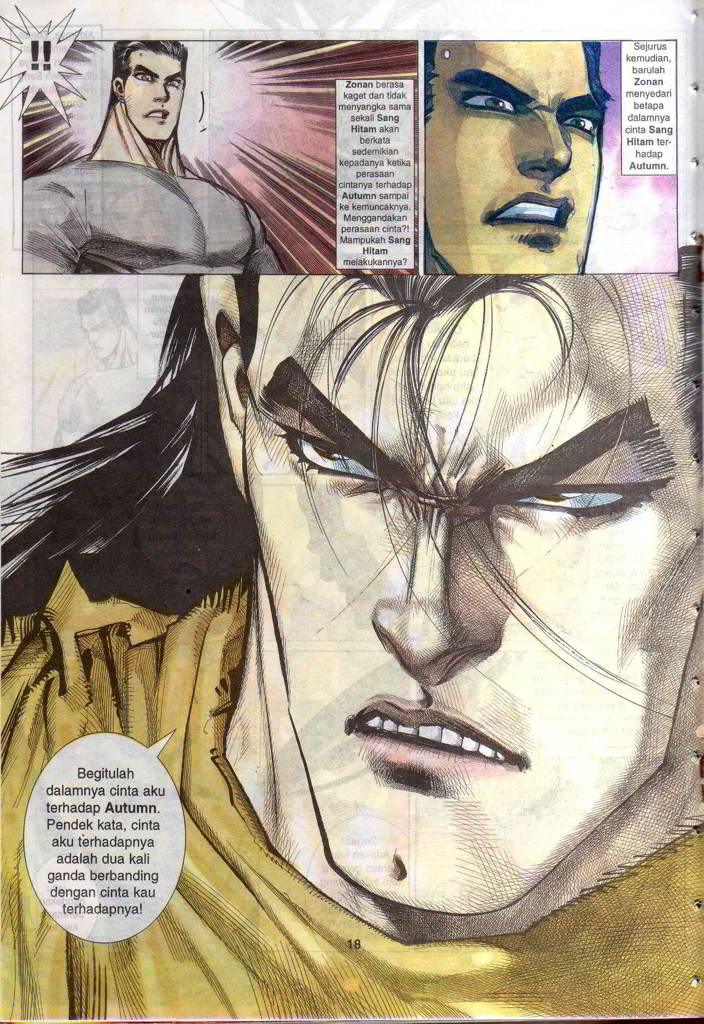 !!
Zonan berasa
kaget dan tidak
menyangka sama
sekali Sang
Hitam akan
berkata
sedemikian
kepadanya ketika
perasaan
cintanya terhadap
Autumn sampai
ke kemuncaknya.
Menggandakan
perasaan cinta?!
Mampukah Sang
Hitam
melakukannya?
Sejurus
kemudian,
barulah
Zonan
menyedari
betapa
dalamnya
cinta Sang
Hitam ter-
hadap
Autumn.
Begitulah
dalamnya cinta aku
terhadap Autumn.
Pendek kata, cinta
aku terhadapnya
adalah dua kali
ganda berbanding
dengan cinta kau
terhadapnya!
18